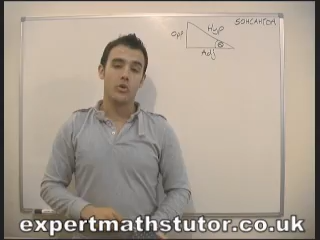 SOHCAHTOA
Hyp
Opp
θ
Adj
expertmathstutor.co.uk